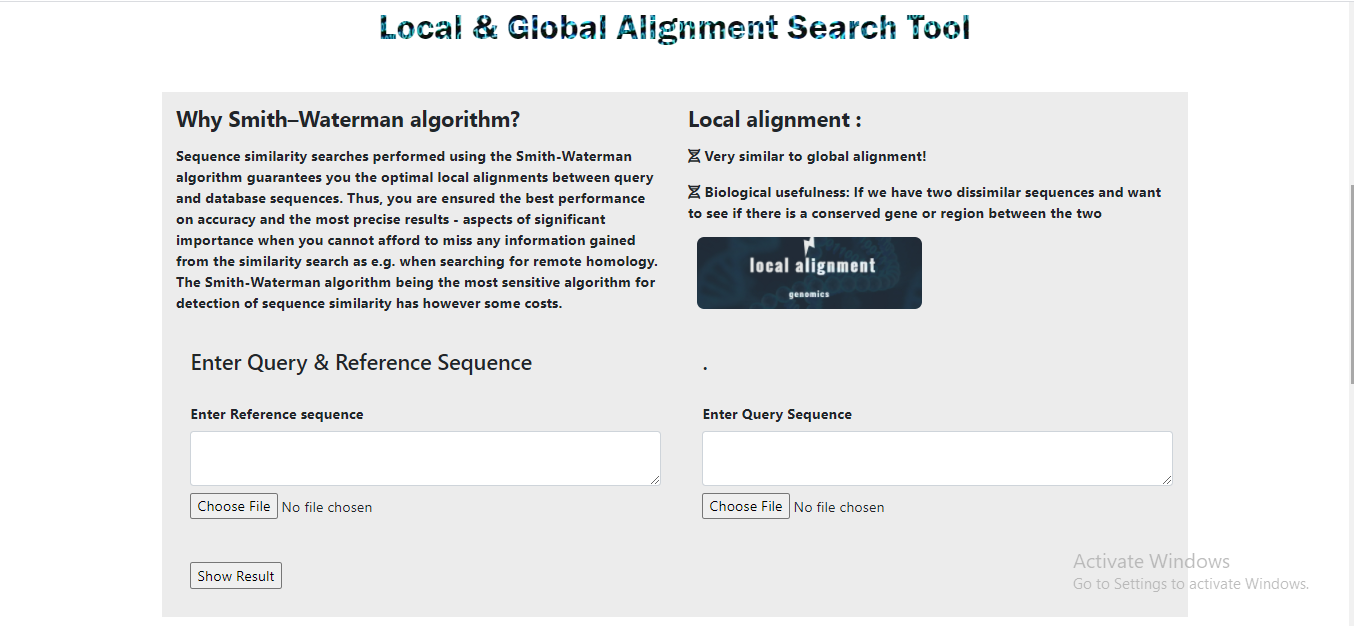 Local & Global Alignment Search Tool
Why Smith–Waterman algorithm?
Sequence similarity searches performed using the Smith-Waterman
algorithm guarantees you the optimal local alignments between query
and database sequences. Thus, you are ensured the best performance
on accuracy and the most precise results - aspects of significant
importance when you cannot afford to miss any information gained
from the similarity search as e.g. when searching for remote homology.
The Smith-Waterman algorithm being the most sensitive algorithm for
detection of sequence similarity has however some costs.
Local alignment :
Very similar to global alignment!
Biological usefulness: If we have two dissimilar sequences and want
to see if there is a conserved gene or region between the two
local alignment
genomics
Enter Query & Reference Sequence
.
Enter Reference sequence
Choose File No file chosen
Enter Query Sequence
Choose File No file chosen
Show Result
Activate Windows
Go to Settings to activate Windows.